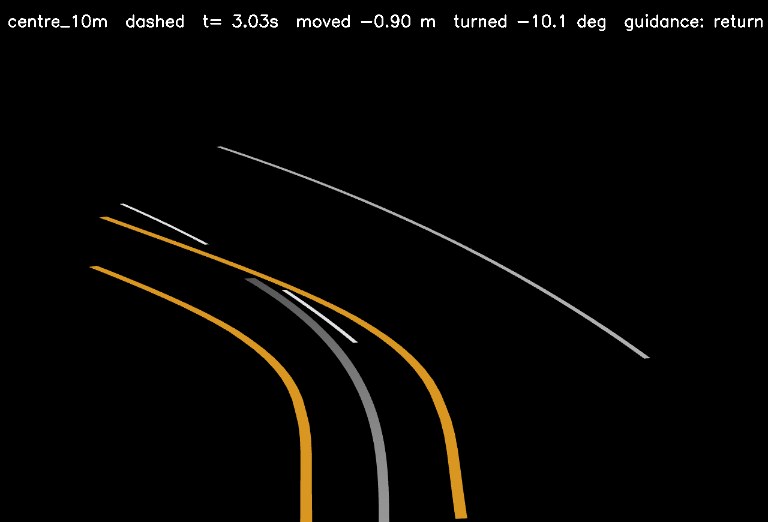 centre_10m dashed t= 3.03s moved −0.90 m turned −10.1 deg guidance: return